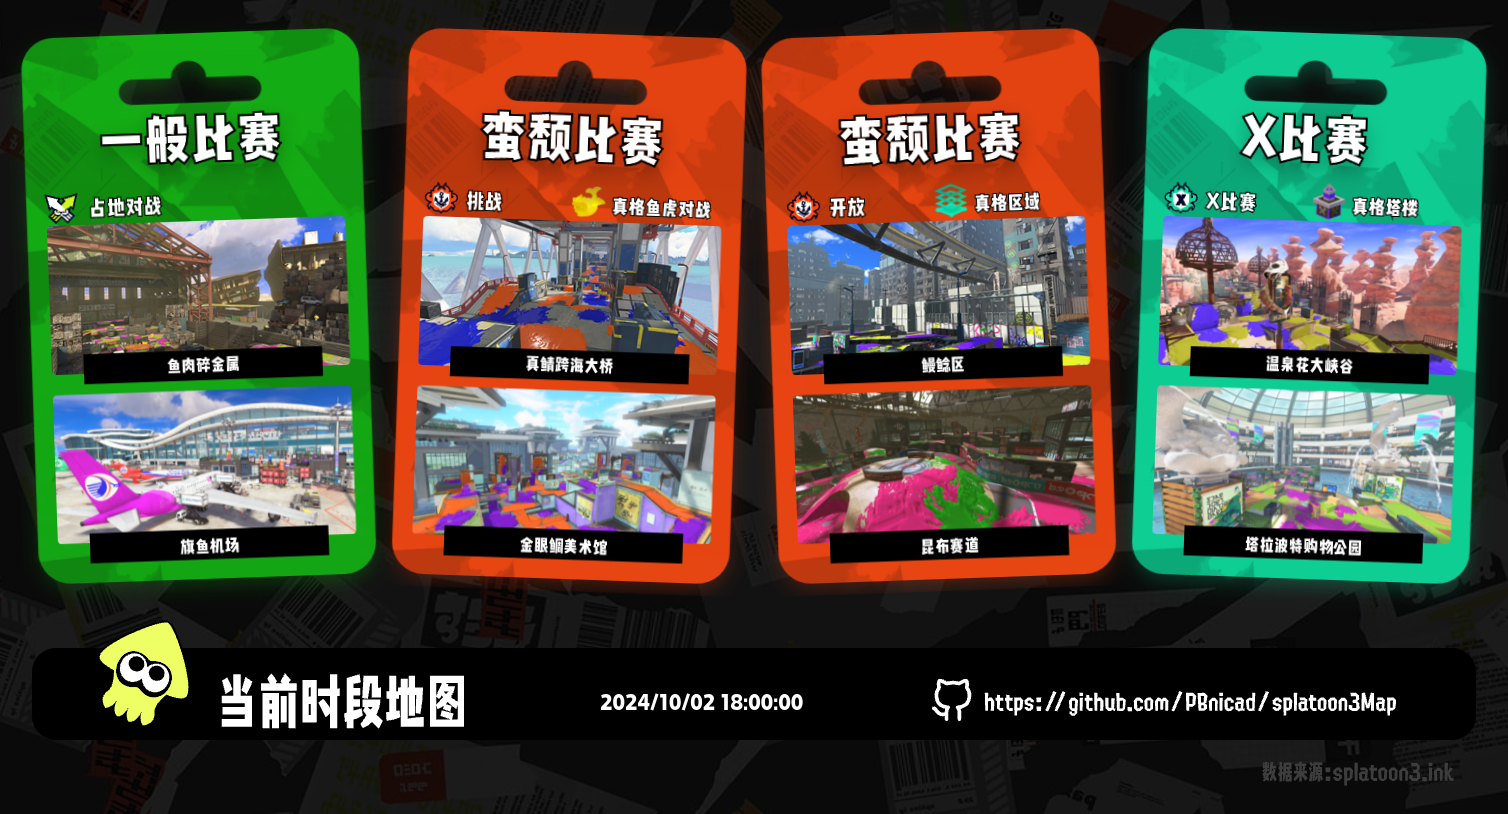 一般比赛
占地对战
鱼肉碎金属
旗鱼机场
蛮颓比赛
挑战
真格鱼虎对战
真鲭跨海大桥
金眼鲷美术馆
蛮颓比赛
开放
真格区域
鳗鲶区
昆布赛道
X比赛
X比赛
真格塔楼
温泉花大峡谷
塔拉波特购物公园
当前时段地图
2024/10/02 18:00:00
https://github.com/PBnicad/splatoon3Map
数据来源:splatoon3.ink